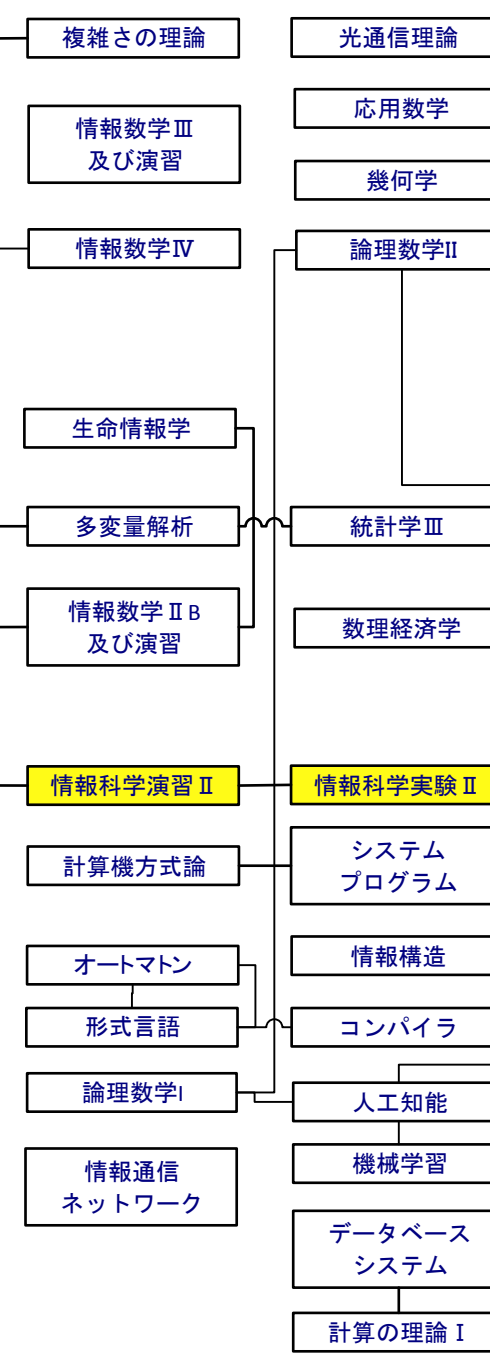 複雑さの理論
情報数学Ⅲ
及び演習
情報数学Ⅳ
生命情報学
多変量解析
情報数学ⅡB
及び演習
情報科学演習Ⅱ
計算機方式論
オートマトン
形式言語
論理数学I
情報通信
ネットワーク
光通信理論
応用数学
幾何学
論理数学II
統計学Ⅲ
数理経済学
情報科学実験Ⅱ
システム
プログラム
情報構造
コンパイラ
人工知能
機械学習
データベース
システム
計算の理論Ⅰ